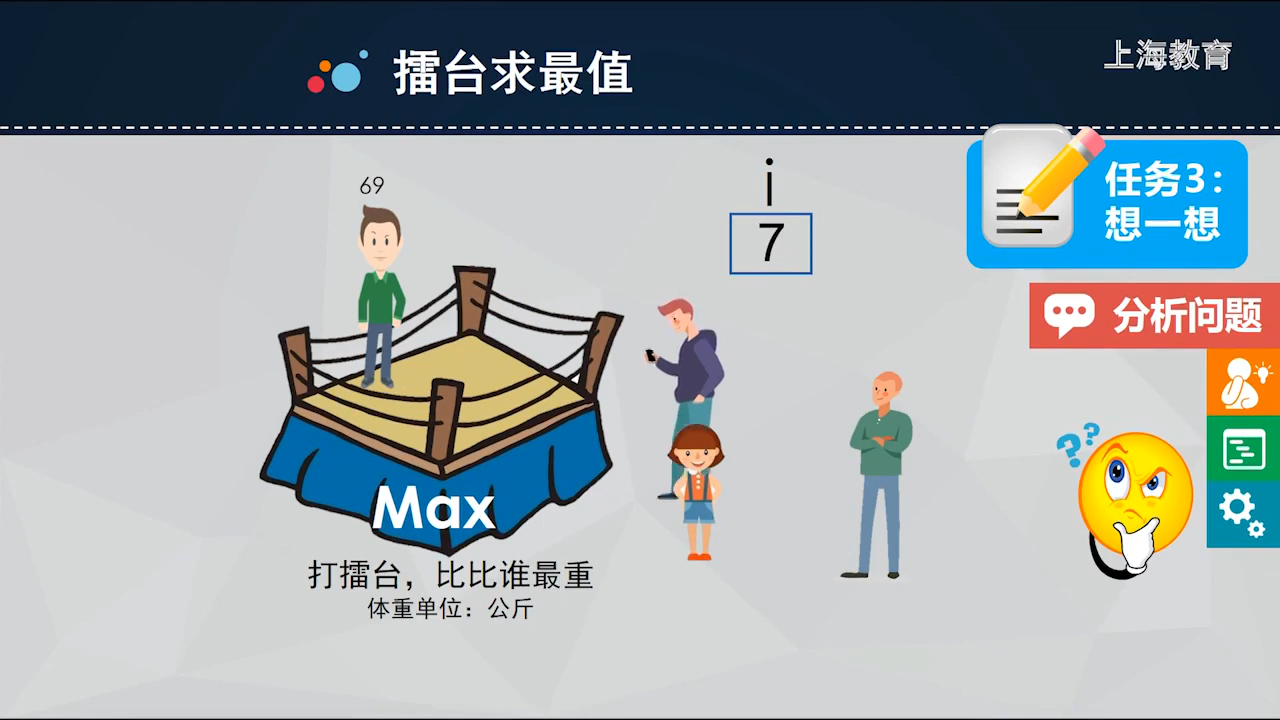 擂台求最值
上海教育
69
i
7
任务3：
想一想
分析问题
Max
打擂台，比比谁最重
体重单位：公斤